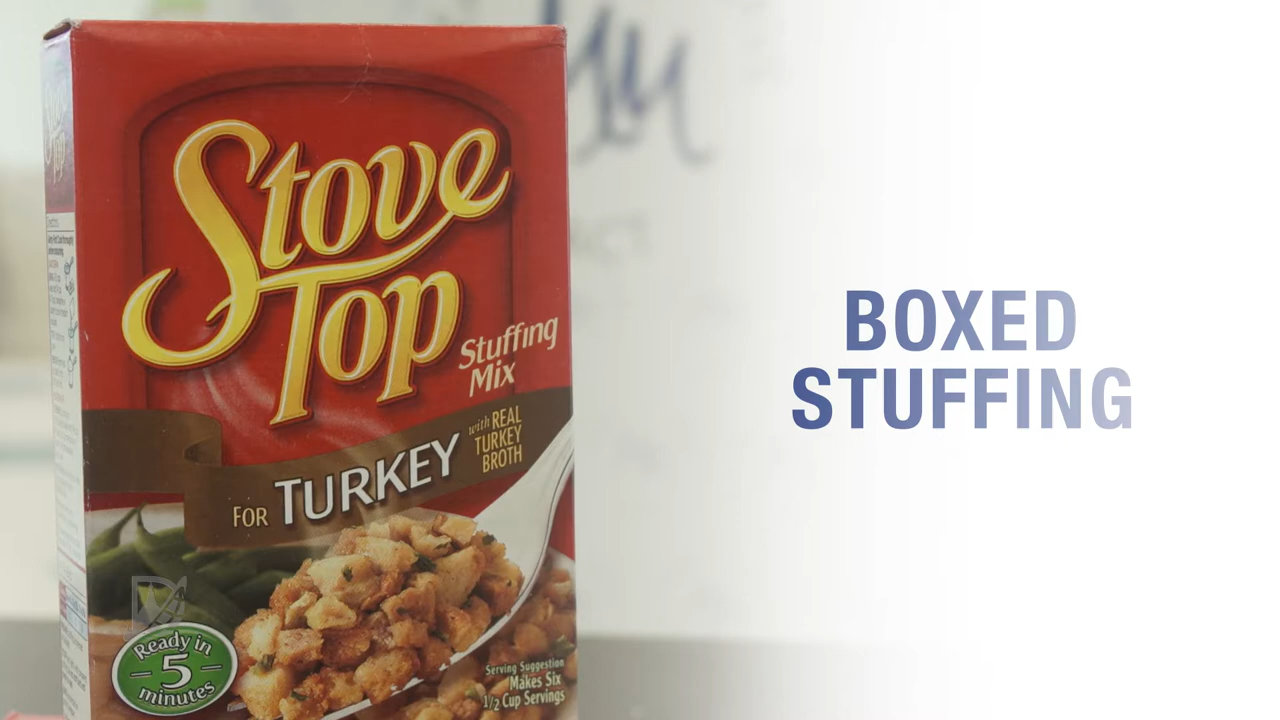 Stove
Top
Stuffing
Mix
FOR TURKEY
with REAL
TURKEY
BROTH
Ready in
5
minutes
Serving Suggestion
Makes Six
1/2 Cup Servings
BOXED
STUFFING